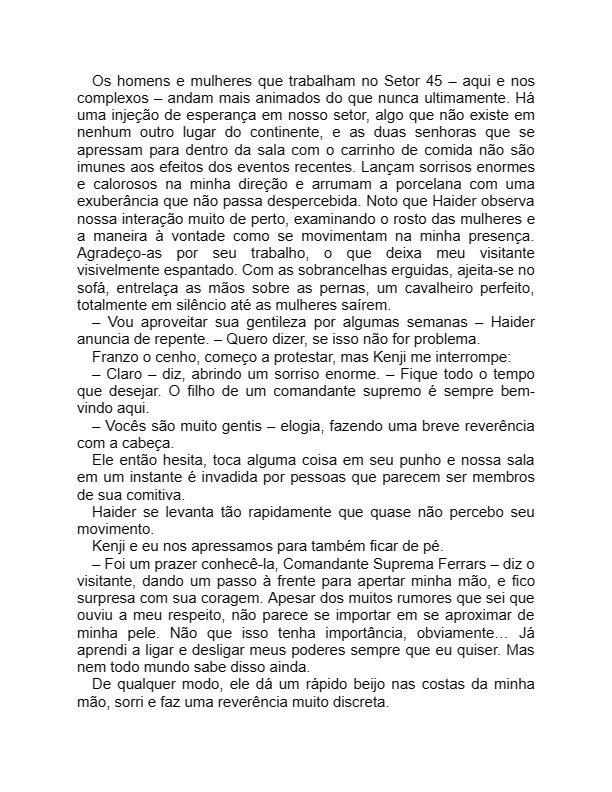 Os homens e mulheres que trabalham no Setor 45 – aqui e nos
complexos – andam mais animados do que nunca ultimamente. Há
uma injeção de esperança em nosso setor, algo que não existe em
nenhum outro lugar do continente, e as duas senhoras que se
apressam para dentro da sala com o carrinho de comida não são
imunes aos efeitos dos eventos recentes. Lançam sorrisos enormes
e calorosos na minha direção e arrumam a porcelana com uma
exuberância que não passa despercebida. Noto que Haider observa
nossa interação muito de perto, examinando o rosto das mulheres e
a maneira à vontade como se movimentam na minha presença.
Agradeço-as por seu trabalho, o que deixa meu visitante
visivelmente espantado. Com as sobrancelhas erguidas, ajeita-se no
sofá, entrelaça as mãos sobre as pernas, um cavalheiro perfeito,
totalmente em silêncio até as mulheres saírem.
– Vou aproveitar sua gentileza por algumas semanas – Haider
anuncia de repente. – Quero dizer, se isso não for problema.
Franzo o cenho, começo a protestar, mas Kenji me interrompe:
– Claro – diz, abrindo um sorriso enorme. – Fique todo o tempo
que desejar. O filho de um comandante supremo é sempre bem-
vindo aqui.
– Vocês são muito gentis – elogia, fazendo uma breve reverência
com a cabeça.
Ele então hesita, toca alguma coisa em seu punho e nossa sala
em um instante é invadida por pessoas que parecem ser membros
de sua comitiva.
Haider se levanta tão rapidamente que quase não percebo seu
movimento.
Kenji e eu nos apressamos para também ficar de pé.
– Foi um prazer conhecê-la, Comandante Suprema Ferrars – diz o
visitante, dando um passo à frente para apertar minha mão, e fico
surpresa com sua coragem. Apesar dos muitos rumores que sei que
ouviu a meu respeito, não parece se importar em se aproximar de
minha pele. Não que isso tenha importância, obviamente… Já
aprendi a ligar e desligar meus poderes sempre que eu quiser. Mas
nem todo mundo sabe disso ainda.
De qualquer modo, ele dá um rápido beijo nas costas da minha
mão, sorri e faz uma reverência muito discreta.